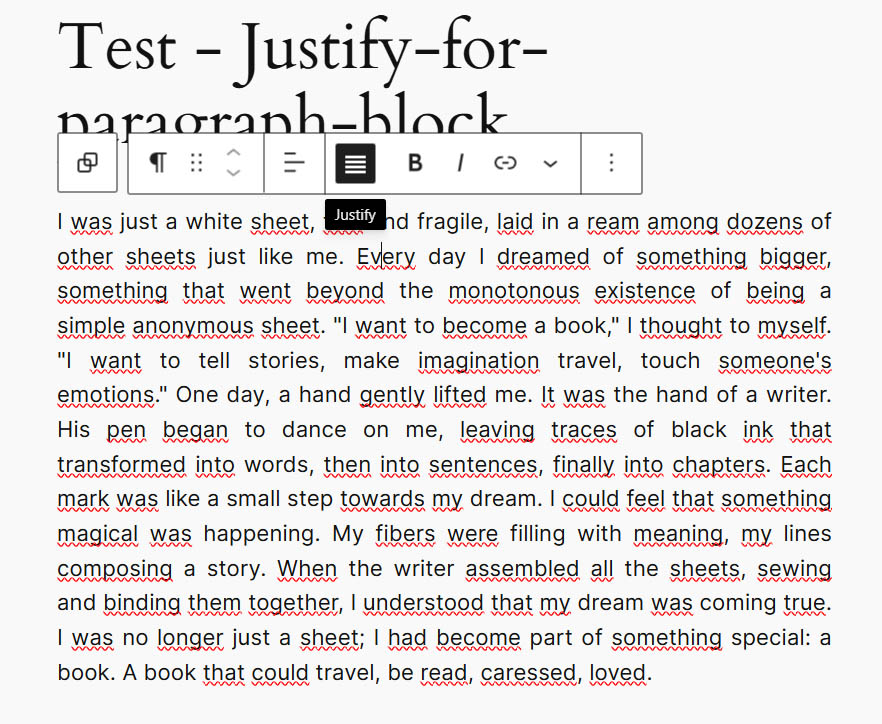 Test - Justify-for-
paragraph-block
B I
Justify
I was just a white sheet, nd fragile, laid in a ream among dozens of
other sheets just like me. Every day I dreamed of something bigger,
something that went beyond the monotonous existence of being a
simple anonymous sheet. "I want to become a book," I thought to myself.
"I want to tell stories, make imagination travel, touch someone's
emotions." One day, a hand gently lifted me. It was the hand of a writer.
His pen began to dance on me, leaving traces of black ink that
transformed into words, then into sentences, finally into chapters. Each
mark was like a small step towards my dream. I could feel that something
magical was happening. My fibers were filling with meaning, my lines
composing a story. When the writer assembled all the sheets, sewing
and binding them together, I understood that my dream was coming true.
I was no longer just a sheet; I had become part of something special: a
book. A book that could travel, be read, caressed, loved.